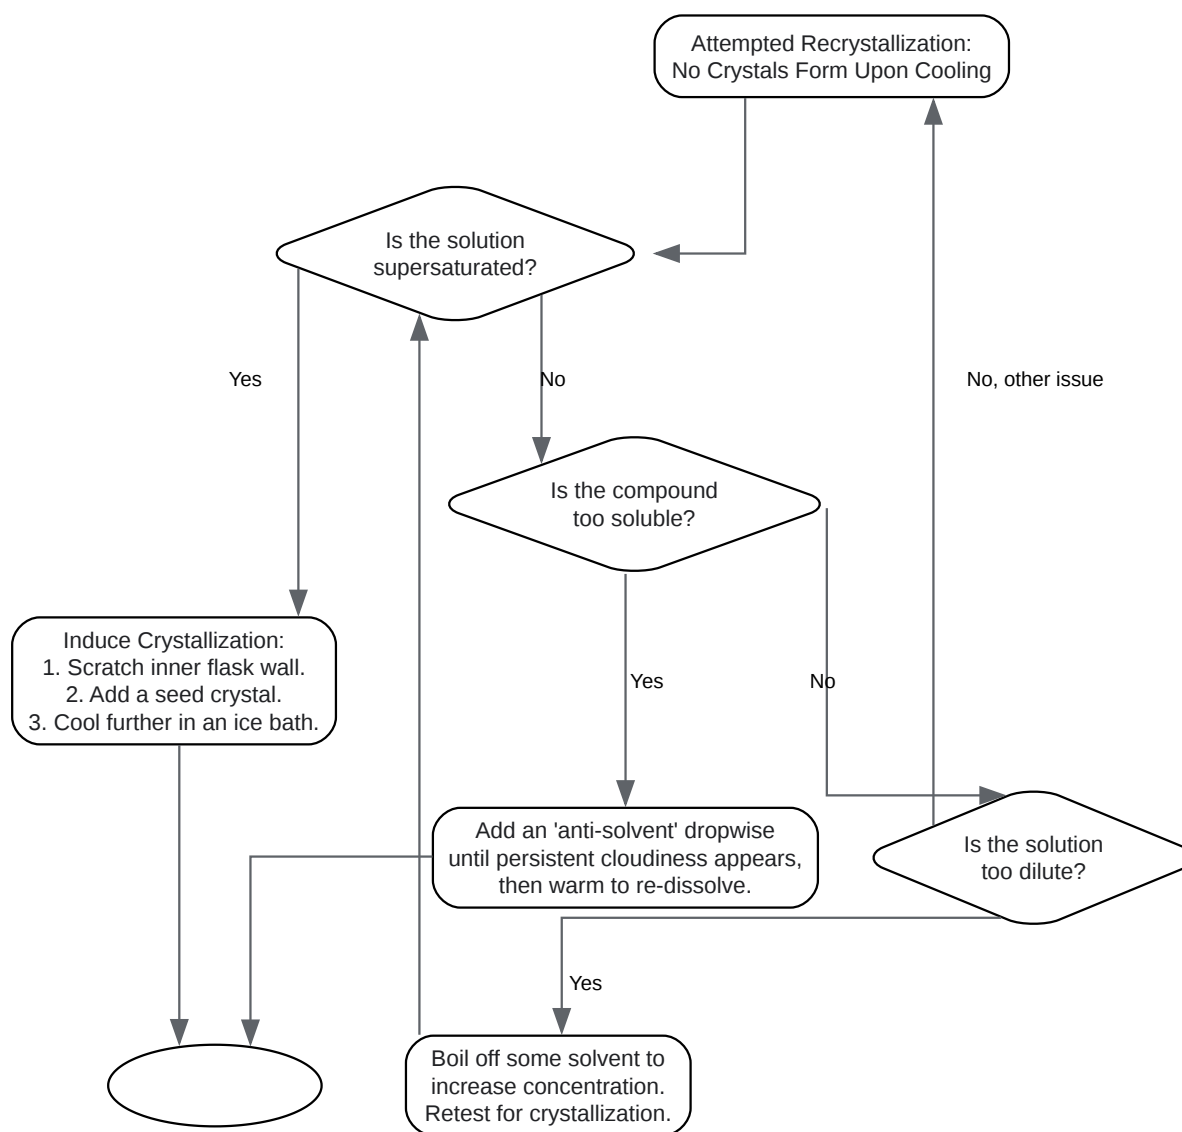 Attempted Recrystallization:
No Crystals Form Upon Cooling
Is the solution
supersaturated?
Yes
No
No, other issue
Is the compound
too soluble?
Induce Crystallization:
1. Scratch inner flask wall.
2. Add a seed crystal.
3. Cool further in an ice bath.
Yes
No
Add an 'anti-solvent' dropwise
until persistent cloudiness appears,
then warm to re-dissolve.
Is the solution
too dilute?
Yes
Boil off some solvent to
increase concentration.
Retest for crystallization.